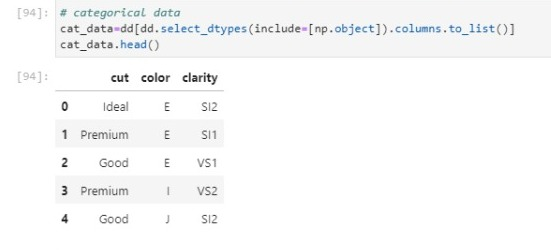 [94]: # categorical data
cat_data=dd[dd.select_dtypes(include=[np.object]).columns.to_list()]
cat_data.head()
[94]: cut color clarity
0 Ideal E SI2
1 Premium E SI1
2 Good E VS1
3 Premium I VS2
4 Good J SI2